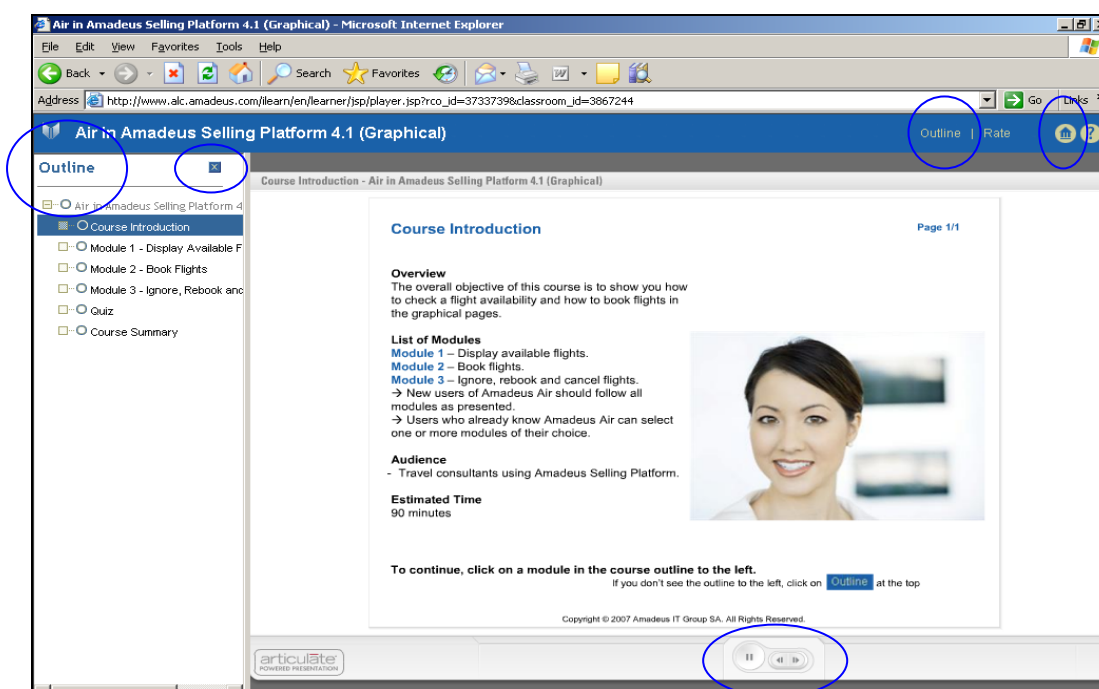 Air in Amadeus Selling Platform 4.1 (Graphical) - Microsoft Internet Explorer
File Edit View Favorites Tools Help
Back Search Favorites
Address http://www.alc.amadeus.com/ilearn/en/learner/jsp/player.jsp?rco_id=3733739&classroom_id=3867244 Go Links
Air in Amadeus Selling Platform 4.1 (Graphical) Outline | Rate ?
Outline
Course Introduction - Air in Amadeus Selling Platform 4.1 (Graphical)
Air in Amadeus Selling Platform 4
Course Introduction
Module 1 - Display Available F
Module 2 - Book Flights
Module 3 - Ignore, Rebook and
Quiz
Course Summary
Course Introduction Page 1/1
Overview
The overall objective of this course is to show you how
to check a flight availability and how to book flights in
the graphical pages.
List of Modules
Module 1 – Display available flights.
Module 2 – Book flights.
Module 3 – Ignore, rebook and cancel flights.
→ New users of Amadeus Air should follow all
modules as presented.
→ Users who already know Amadeus Air can select
one or more modules of their choice.
Audience
- Travel consultants using Amadeus Selling Platform.
Estimated Time
90 minutes
To continue, click on a module in the course outline to the left.
If you don't see the outline to the left, click on Outline at the top
Copyright © 2007 Amadeus IT Group SA. All Rights Reserved.
articulate
POWERED PRESENTATION